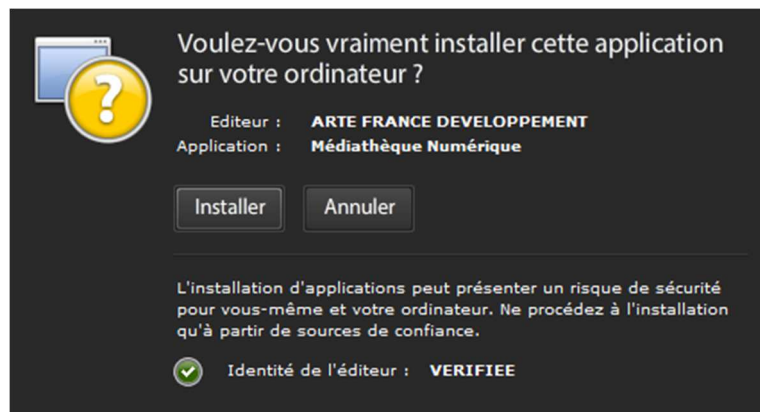 Voulez-vous vraiment installer cette application
sur votre ordinateur ?
Editeur : ARTE FRANCE DEVELOPPEMENT
Application : Médiathèque Numérique
Installer Annuler
L'installation d'applications peut présenter un risque de sécurité
pour vous-même et votre ordinateur. Ne procédez à l'installation
qu'à partir de sources de confiance.
Identité de l'éditeur : VERIFIEE